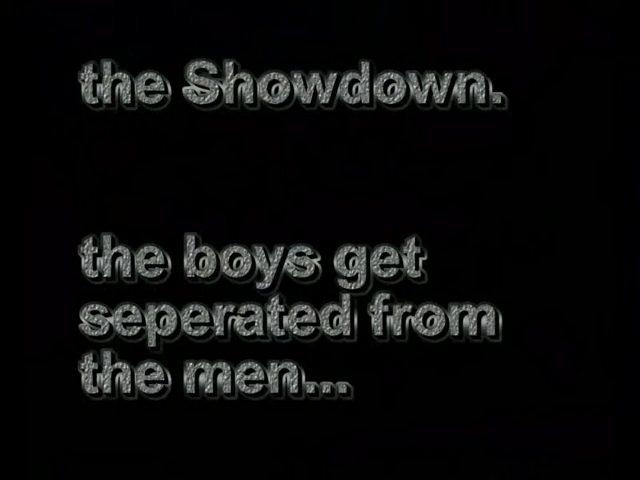 the Showdown.
the boys get
seperated from
the men...